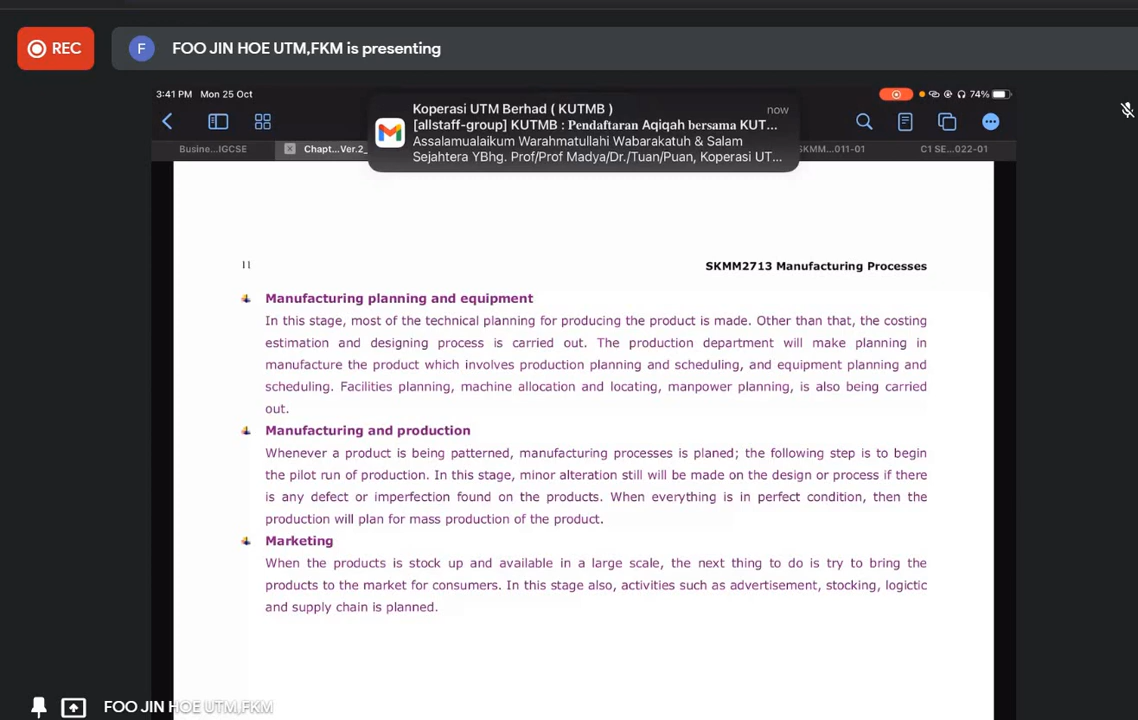 REC
F
FOO JIN HOE UTM,FKM is presenting
3:41 PM Mon 25 Oct
74%
Koperasi UTM Berhad ( KUTMB )
now
[allstaff-group] KUTMB : Pendaftaran Aqiqah bersama KUT...
Assalamualaikum Warahmatullahi Wabarakatuh & Salam
Sejahtera YBhg. Prof/Prof Madya/Dr./Tuan/Puan, Koperasi UT...
Busine...IGCSE
Chapt...Ver.2_
SKMM...011-01
C1 SE...022-01
11
SKMM2713 Manufacturing Processes
Manufacturing planning and equipment
In this stage, most of the technical planning for producing the product is made. Other than that, the costing
estimation and designing process is carried out. The production department will make planning in
manufacture the product which involves production planning and scheduling, and equipment planning and
scheduling. Facilities planning, machine allocation and locating, manpower planning, is also being carried
out.
Manufacturing and production
Whenever a product is being patterned, manufacturing processes is planed; the following step is to begin
the pilot run of production. In this stage, minor alteration still will be made on the design or process if there
is any defect or imperfection found on the products. When everything is in perfect condition, then the
production will plan for mass production of the product.
Marketing
When the products is stock up and available in a large scale, the next thing to do is try to bring the
products to the market for consumers. In this stage also, activities such as advertisement, stocking, logictic
and supply chain is planned.
FOO JIN HOE UTM,FKM